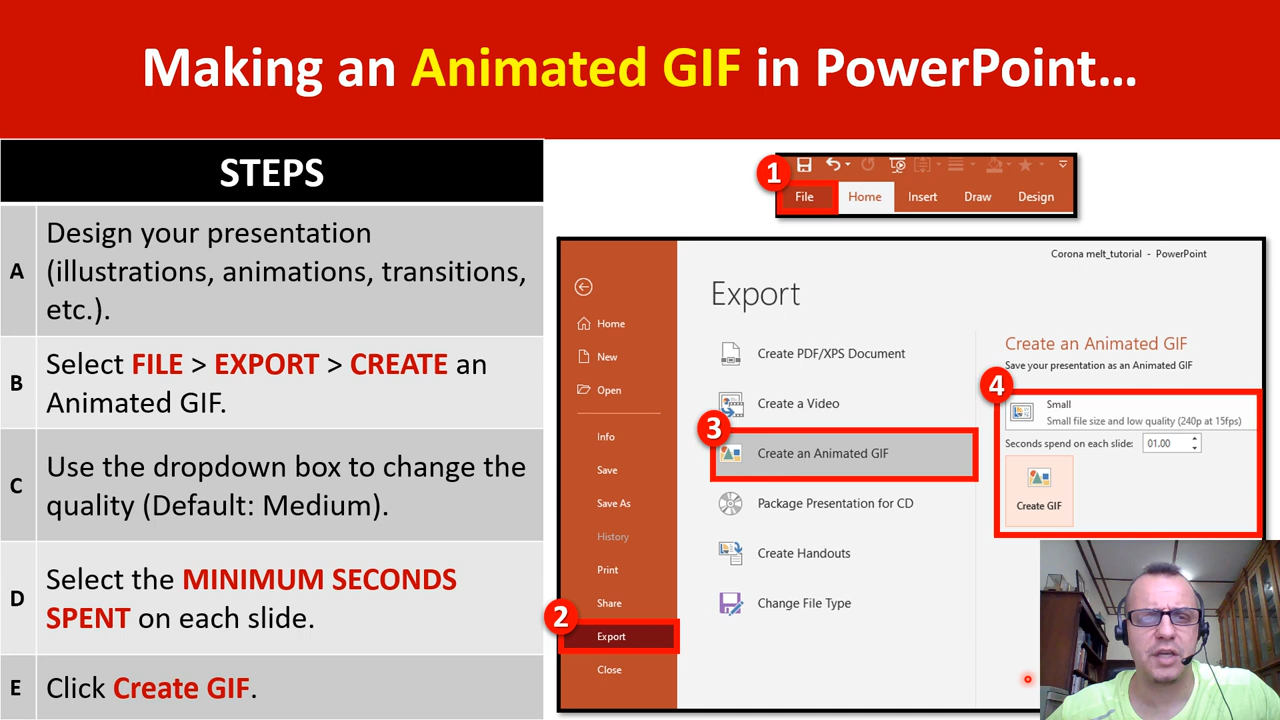 Making an Animated GIF in PowerPoint...
STEPS
A
Design your presentation
(illustrations, animations, transitions,
etc.).
B
Select FILE > EXPORT > CREATE an
Animated GIF.
C
Use the dropdown box to change the
quality (Default: Medium).
D
Select the MINIMUM SECONDS
SPENT on each slide.
E
Click Create GIF.
1
File Home Insert Draw Design
Corona melt_tutorial - PowerPoint
Home
New
Open
Info
Save
Save As
History
Print
Share
2
Export
Close
Export
Create PDF/XPS Document
Create a Video
3
Create an Animated GIF
Package Presentation for CD
Create Handouts
Change File Type
Create an Animated GIF
Save your presentation as an Animated GIF
4
Small
Small file size and low quality (240p at 15fps)
Seconds spend on each slide: 01.00
Create GIF